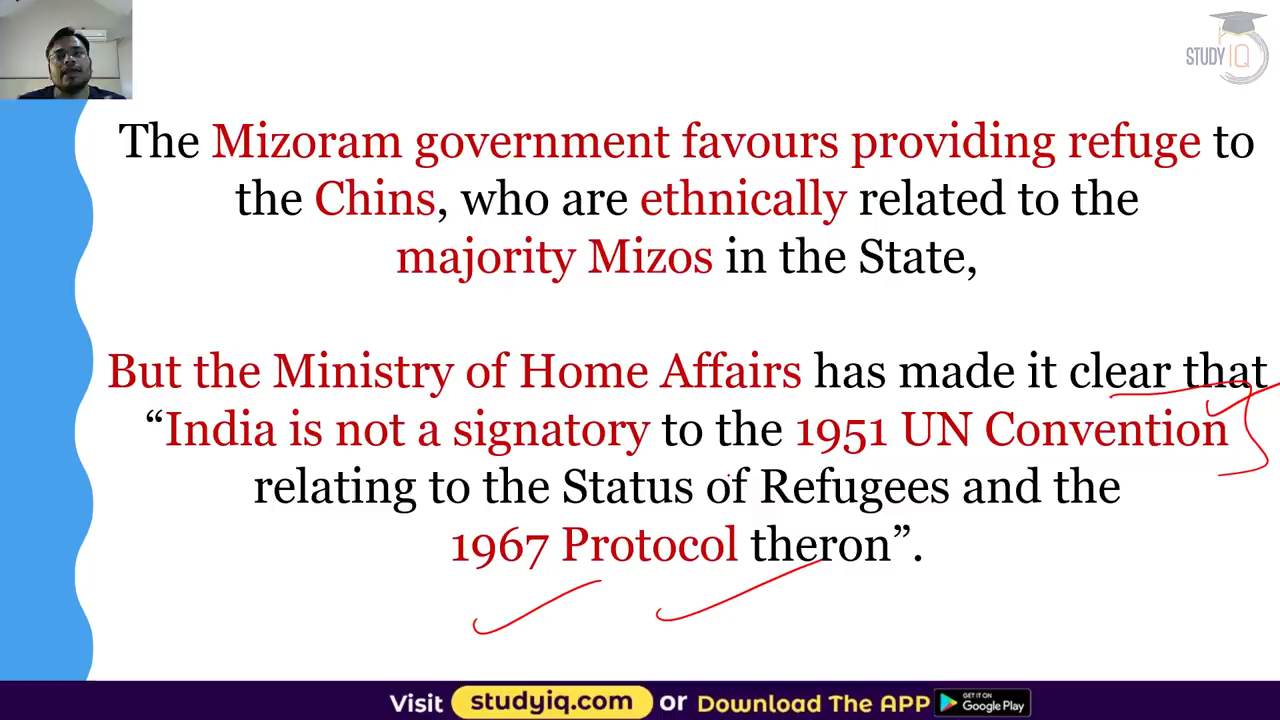 STUDY IQ
The Mizoram government favours providing refuge to
the Chins, who are ethnically related to the
majority Mizos in the State,
But the Ministry of Home Affairs has made it clear that
“India is not a signatory to the 1951 UN Convention
relating to the Status of Refugees and the
1967 Protocol theron”.
Visit studyiq.com or Download The APP GET IT ON Google Play